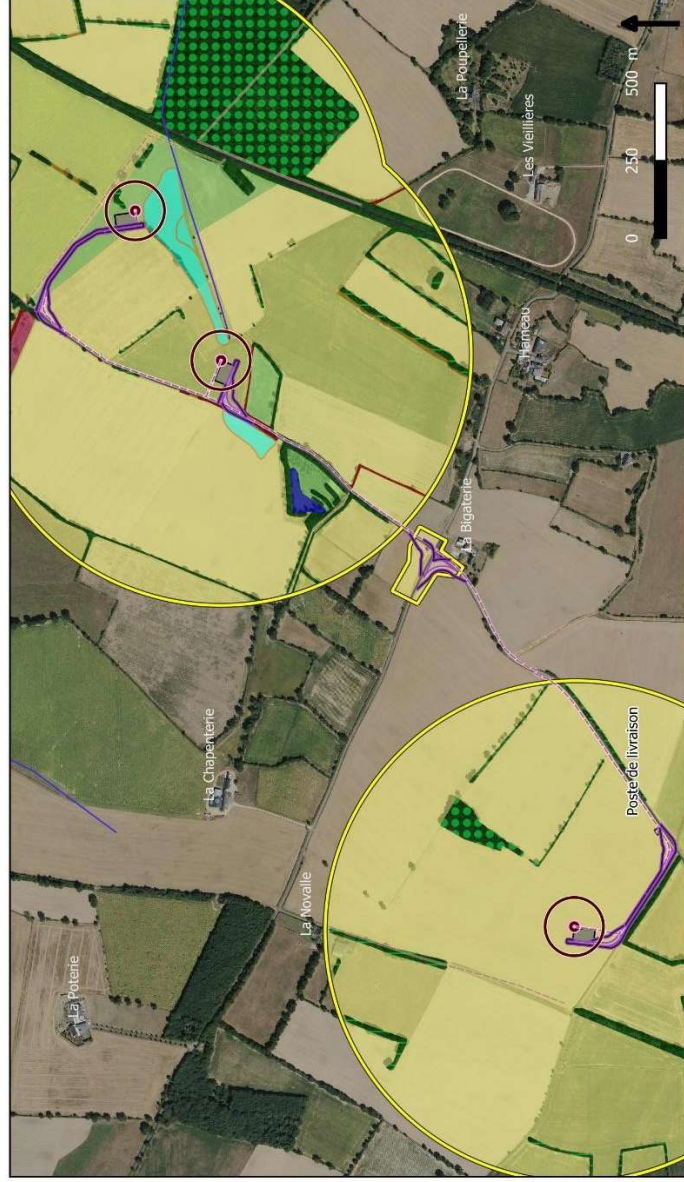 La Poterie
La Chapenterie
La Novalle
La Bigaterie
La Poupellerie
Hameau
Les Vieillières
Poste de livraison
0 250 500 m